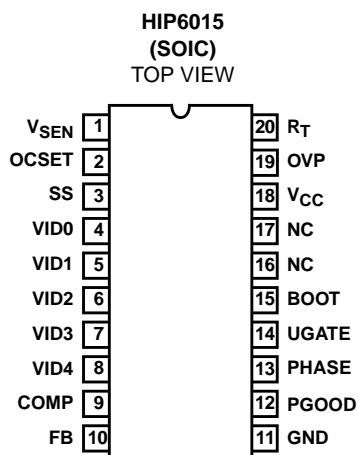 HIP6015
(SOIC)
TOP VIEW
VSEN 1 20 RT
OCSET 2 19 OVP
SS 3 18 VCC
VID0 4 17 NC
VID1 5 16 NC
VID2 6 15 BOOT
VID3 7 14 UGATE
VID4 8 13 PHASE
COMP 9 12 PGOOD
FB 10 11 GND